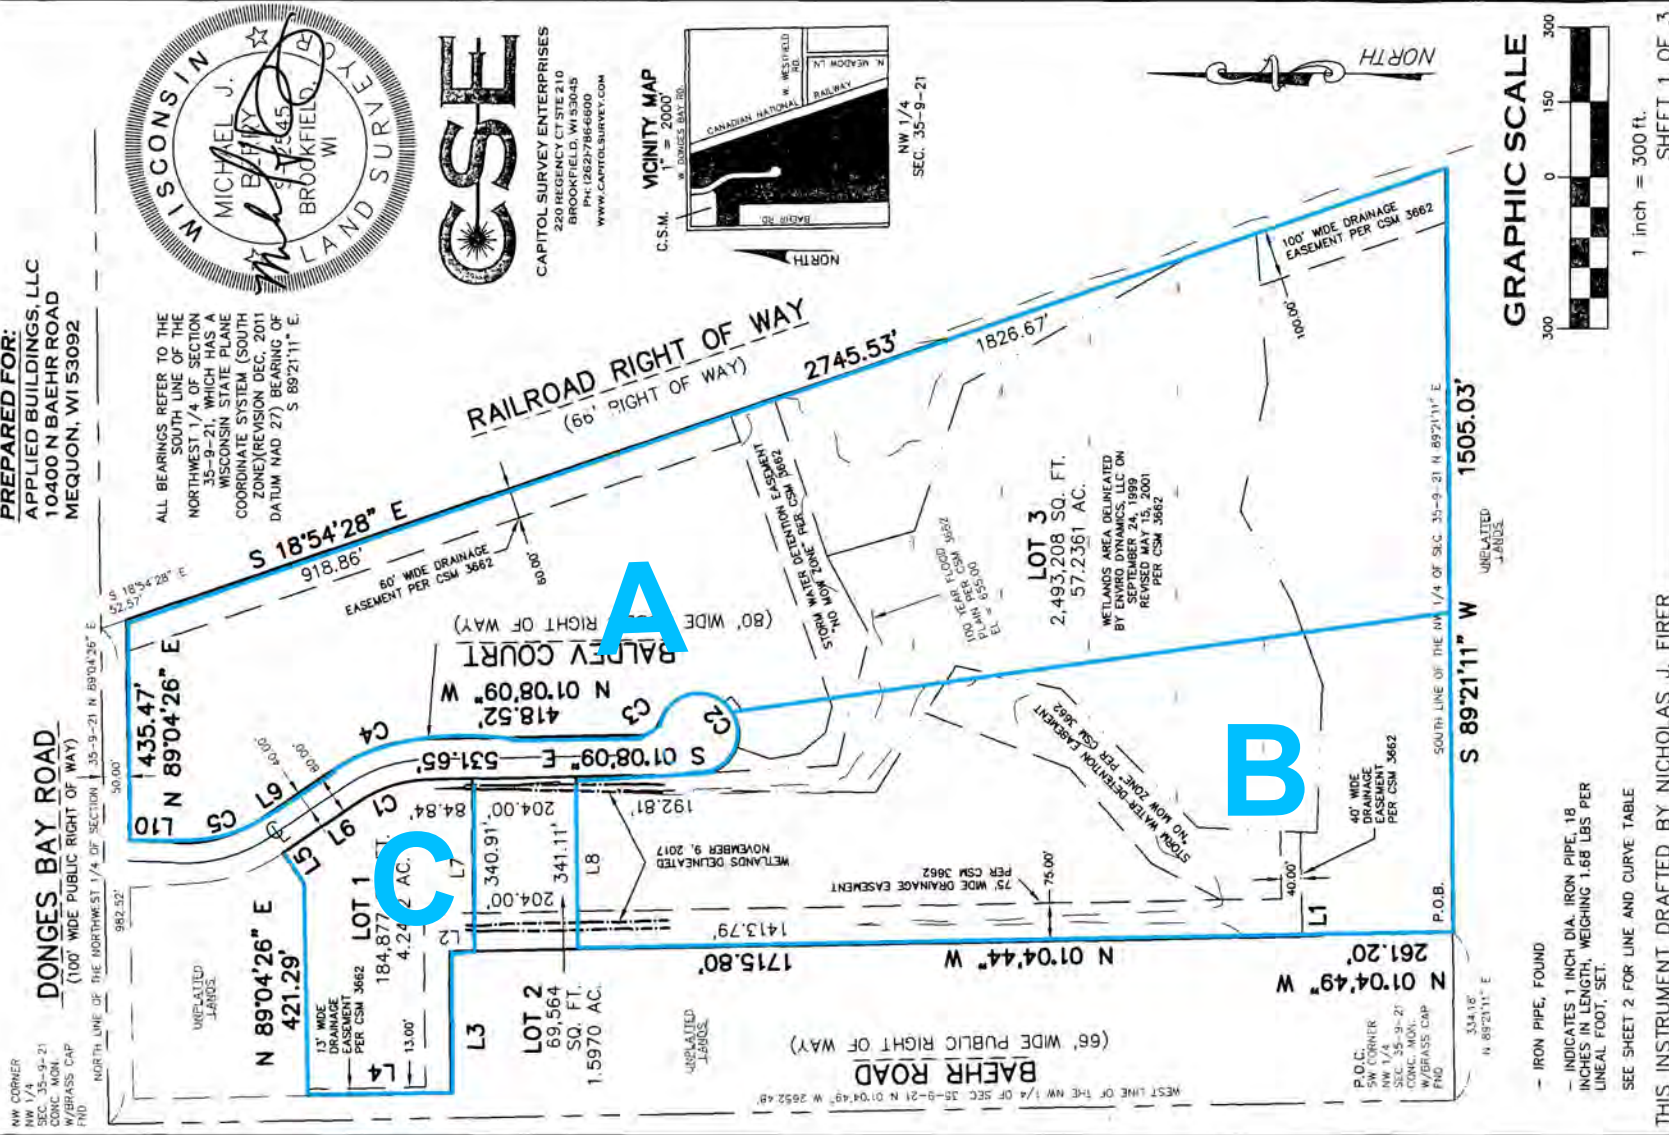 PREPARED FOR:
APPLIED BUILDINGS, LLC
10400 N BAEHR ROAD
MEQUON, WI 53092
WISCONSIN
LAND SURVEYOR
MICHAEL J.
BROOKFIELD,
WI
ALL BEARINGS REFER TO THE
SOUTH LINE OF THE
NORTHWEST 1/4 OF SECTION
35-9-21, WHICH HAS A
WISCONSIN STATE PLANE
COORDINATE SYSTEM (SOUTH
ZONE)(REVISION DEC, 2011
DATUM NAD 27) BEARING OF
S 89°21'11" E.
CSE
CAPITOL SURVEY ENTERPRISES
220 REGENCY CT STE 210
BROOKFIELD, WI 53045
PH: (262)-786-6600
WWW.CAPITOLSURVEY.COM
VICINITY MAP
1" = 2000'
W. DONGES BAY RD.
C.S.M.
CANADIAN NATIONAL RAILWAY
W. WESTFIELD
RD.
N. MEADOW LN.
BAEHR RD.
NORTH
NW 1/4
SEC. 35-9-21
NORTH
GRAPHIC SCALE
300
0
150
300
1 inch = 300 ft.
SHEET 1 OF 3
RAILROAD RIGHT OF WAY
(66' RIGHT OF WAY)
S 18°54'28" E
2745.53'
918.86'
1826.67'
S 18°54'28" E
52.57'
60' WIDE DRAINAGE
EASEMENT PER CSM 3662
60.00'
100' WIDE DRAINAGE
EASEMENT PER CSM 3662
100.00'
DONGES BAY ROAD
(100' WIDE PUBLIC RIGHT OF WAY)
NORTH LINE OF THE NORTHWEST 1/4 OF SECTION 35-9-21 N 89°04'26" E
982.52'
50.00'
435.47'
N 89°04'26" E
L10
C5
L6
C4
40.00'
80.00'
L5
L9
C1
BALDEV COURT
N 01°08'09" W
418.52'
C3
C2
S 01°08'09" E
531.65'
84.84'
204.00'
192.81'
A
B
C
STORM WATER DETENTION EASEMENT
"NO MOW ZONE" PER CSM 3662
100 YEAR FLOOD
PLAIN PER CSM 3662
EL = 655.00
LOT 3
2,493,208 SQ. FT.
57.2361 AC.
WETLANDS AREA DELINEATED
BY ENVIRO DYNAMICS, LLC ON
SEPTEMBER 24, 1999
REVISED MAY 15, 2001
PER CSM 3662
STORM WATER DETENTION EASEMENT
"NO MOW ZONE" PER CSM 3662
WETLANDS DELINEATED
NOVEMBER 9, 2017
75' WIDE DRAINAGE EASEMENT
PER CSM 3662
75.00'
40' WIDE
DRAINAGE
EASEMENT
PER CSM 3662
40.00'
L1
SOUTH LINE OF THE NW 1/4 OF SEC. 35-9-21 N 89°21'11" E
S 89°21'11" W
1505.03'
UNPLATTED
LANDS
P.O.B.
261.20'
N 01°04'49" W
N 01°04'44" W
1715.80'
1413.79'
334.18'
N 89°21'11" E
N 89°04'26" E
421.29'
UNPLATTED
LANDS
LOT 1
4.24
13' WIDE
DRAINAGE
EASEMENT
PER CSM 3662
13.00'
L4
L3
L2
L7
340.91'
204.00'
341.11'
L8
LOT 2
69,564
SQ. FT.
1.5970 AC.
UNPLATTED
LANDS
BAEHR ROAD
(66' WIDE PUBLIC RIGHT OF WAY)
WEST LINE OF THE NW 1/4 OF SEC 35-9-21 N 01°04'49" W 2652.48'
NW CORNER
NW 1/4
SEC. 35-9-21
CONC. MON.
W/BRASS CAP
FND
P.O.C.
SW CORNER
NW 1/4
SEC. 35-9-21
CONC. MON.
W/BRASS CAP
FND
- IRON PIPE, FOUND
- INDICATES 1 INCH DIA. IRON PIPE, 18
INCHES IN LENGTH, WEIGHING 1.68 LBS PER
LINEAL FOOT, SET.
SEE SHEET 2 FOR LINE AND CURVE TABLE
THIS INSTRUMENT DRAFTED BY NICHOLAS J. FIRER